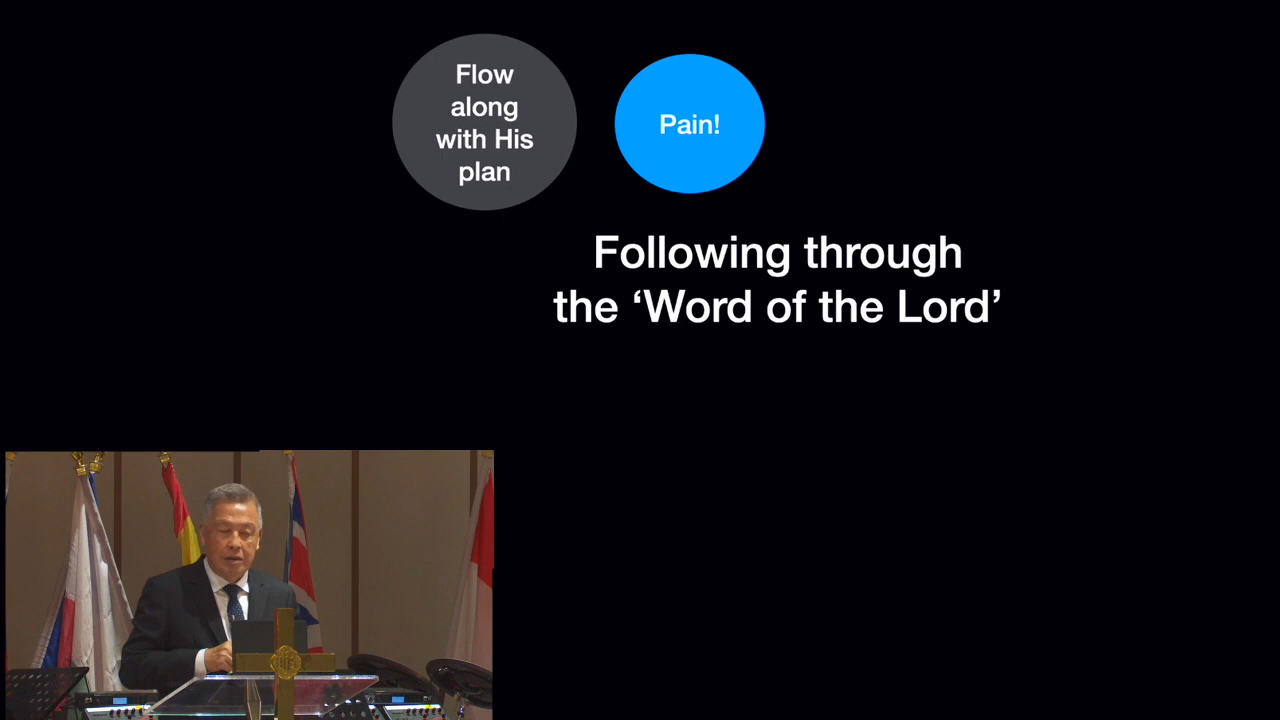 Flow
along
with His
plan
Pain!
Following through
the ‘Word of the Lord’